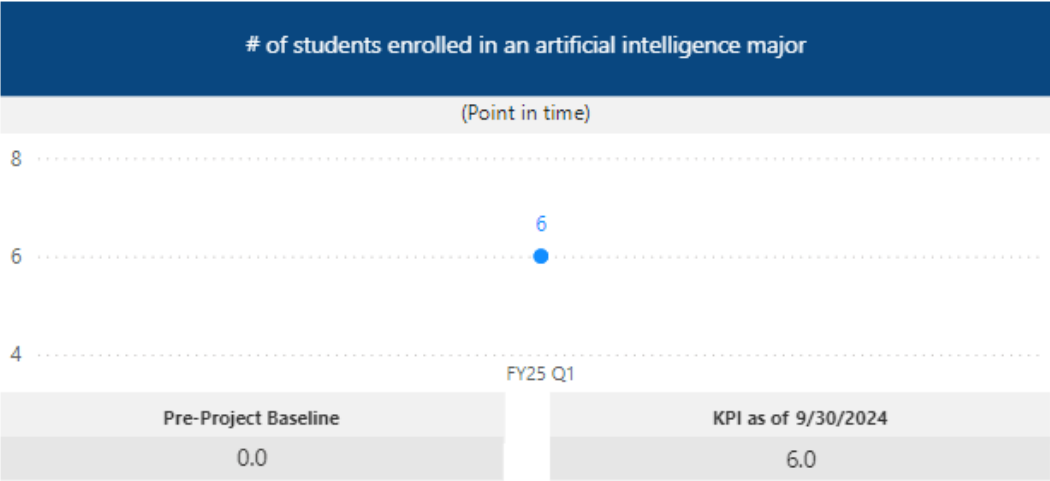 # of students enrolled in an artificial intelligence major
(Point in time)
8
6
6
4
FY25 Q1
Pre-Project Baseline
KPI as of 9/30/2024
0.0
6.0